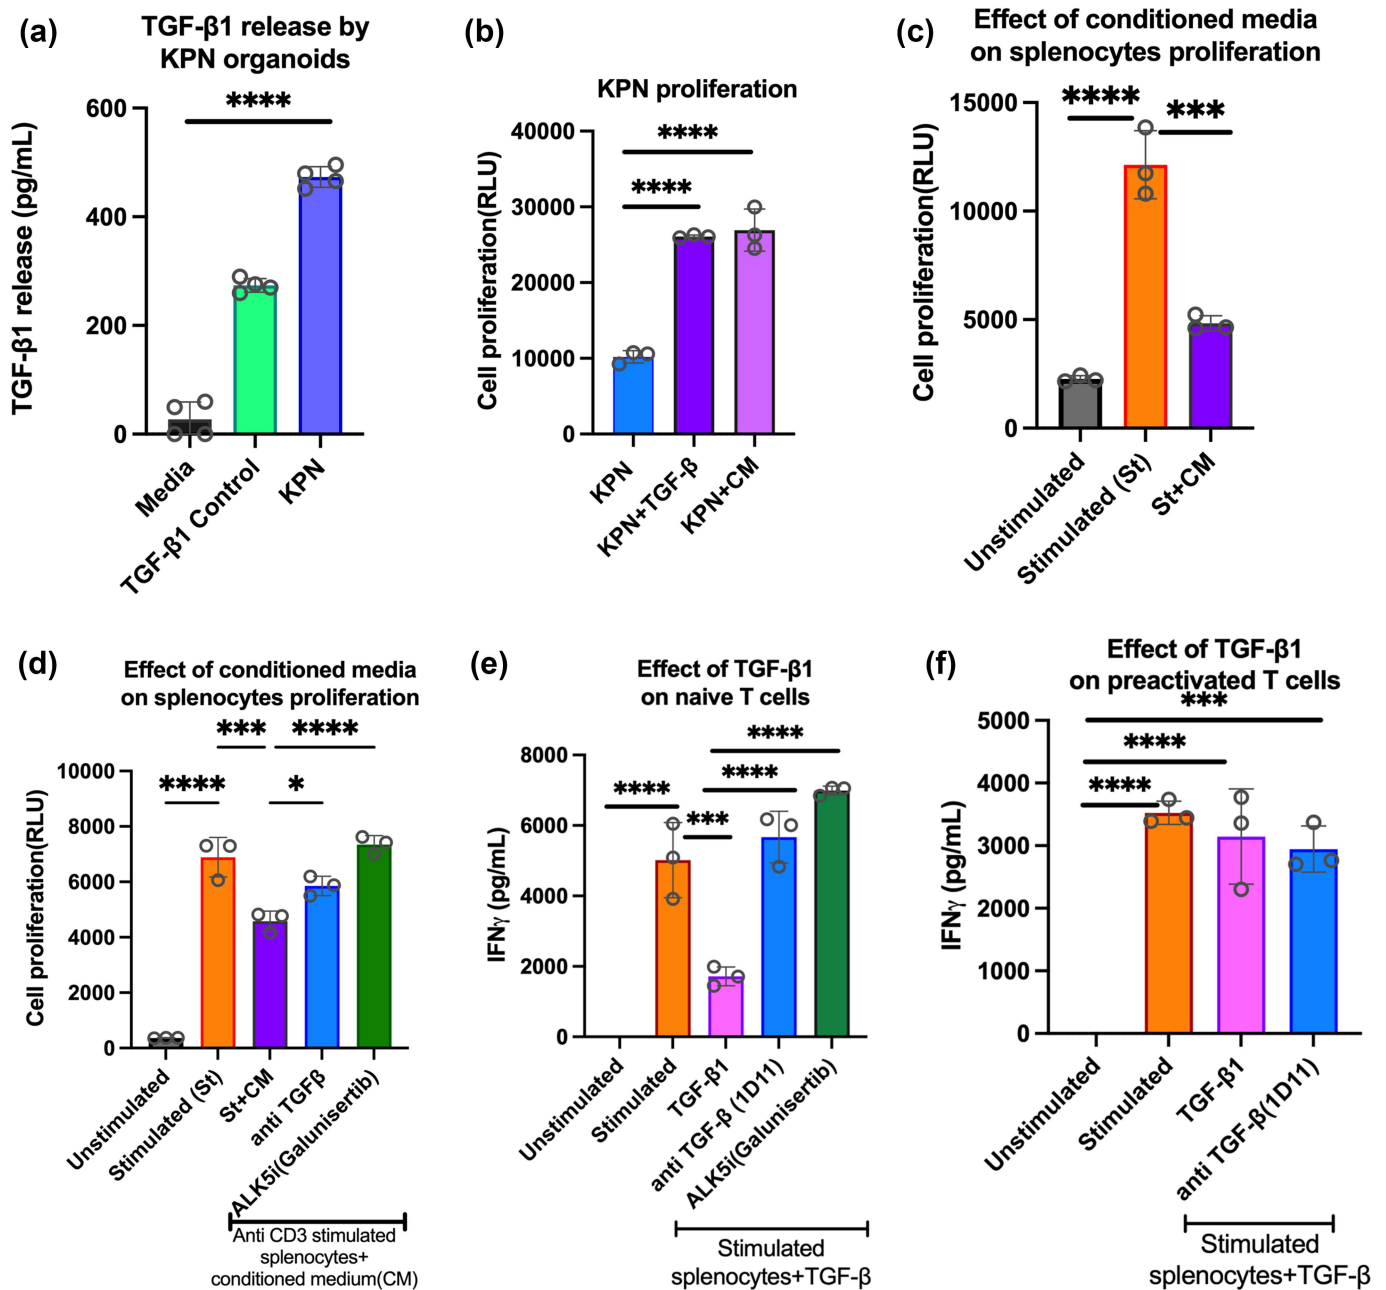 (a)
TGF-β1 release by
KPN organoids
****
TGF-β1 release (pg/mL)
600
400
200
0
Media
TGF-β1 Control
KPN
(b)
KPN proliferation
****
****
Cell proliferation(RLU)
40000
30000
20000
10000
0
KPN
KPN+TGF-β
KPN+CM
(c)
Effect of conditioned media
on splenocytes proliferation
****
***
Cell proliferation(RLU)
15000
10000
5000
0
Unstimulated
Stimulated (St)
St+CM
(d)
Effect of conditioned media
on splenocytes proliferation
***
****
****
*
Cell proliferation(RLU)
10000
8000
6000
4000
2000
0
Unstimulated
Stimulated (St)
St+CM
anti TGFβ
ALK5i(Galunisertib)
Anti CD3 stimulated
splenocytes+
conditioned medium(CM)
(e)
Effect of TGF-β1
on naive T cells
****
****
****
***
IFNγ (pg/mL)
8000
6000
4000
2000
0
Unstimulated
Stimulated
TGF-β1
anti TGF-β (1D11)
ALK5i(Galunisertib)
Stimulated
splenocytes+TGF-β
(f)
Effect of TGF-β1
on preactivated T cells
***
****
****
IFNγ (pg/mL)
5000
4000
3000
2000
1000
0
Unstimulated
Stimulated
TGF-β1
anti TGF-β(1D11)
Stimulated
splenocytes+TGF-β